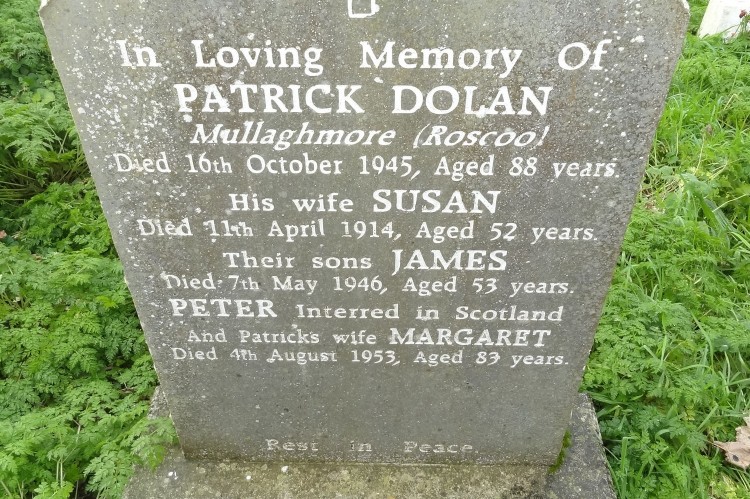 In Loving Memory Of
PATRICK DOLAN
Mullaghmore (Roscoo)
Died 16th October 1945, Aged 88 years.
His wife SUSAN
Died 11th April 1914, Aged 52 years.
Their sons JAMES
Died 7th May 1946, Aged 53 years.
PETER Interred in Scotland
And Patricks wife MARGARET
Died 4th August 1953, Aged 83 years.
Rest in Peace.